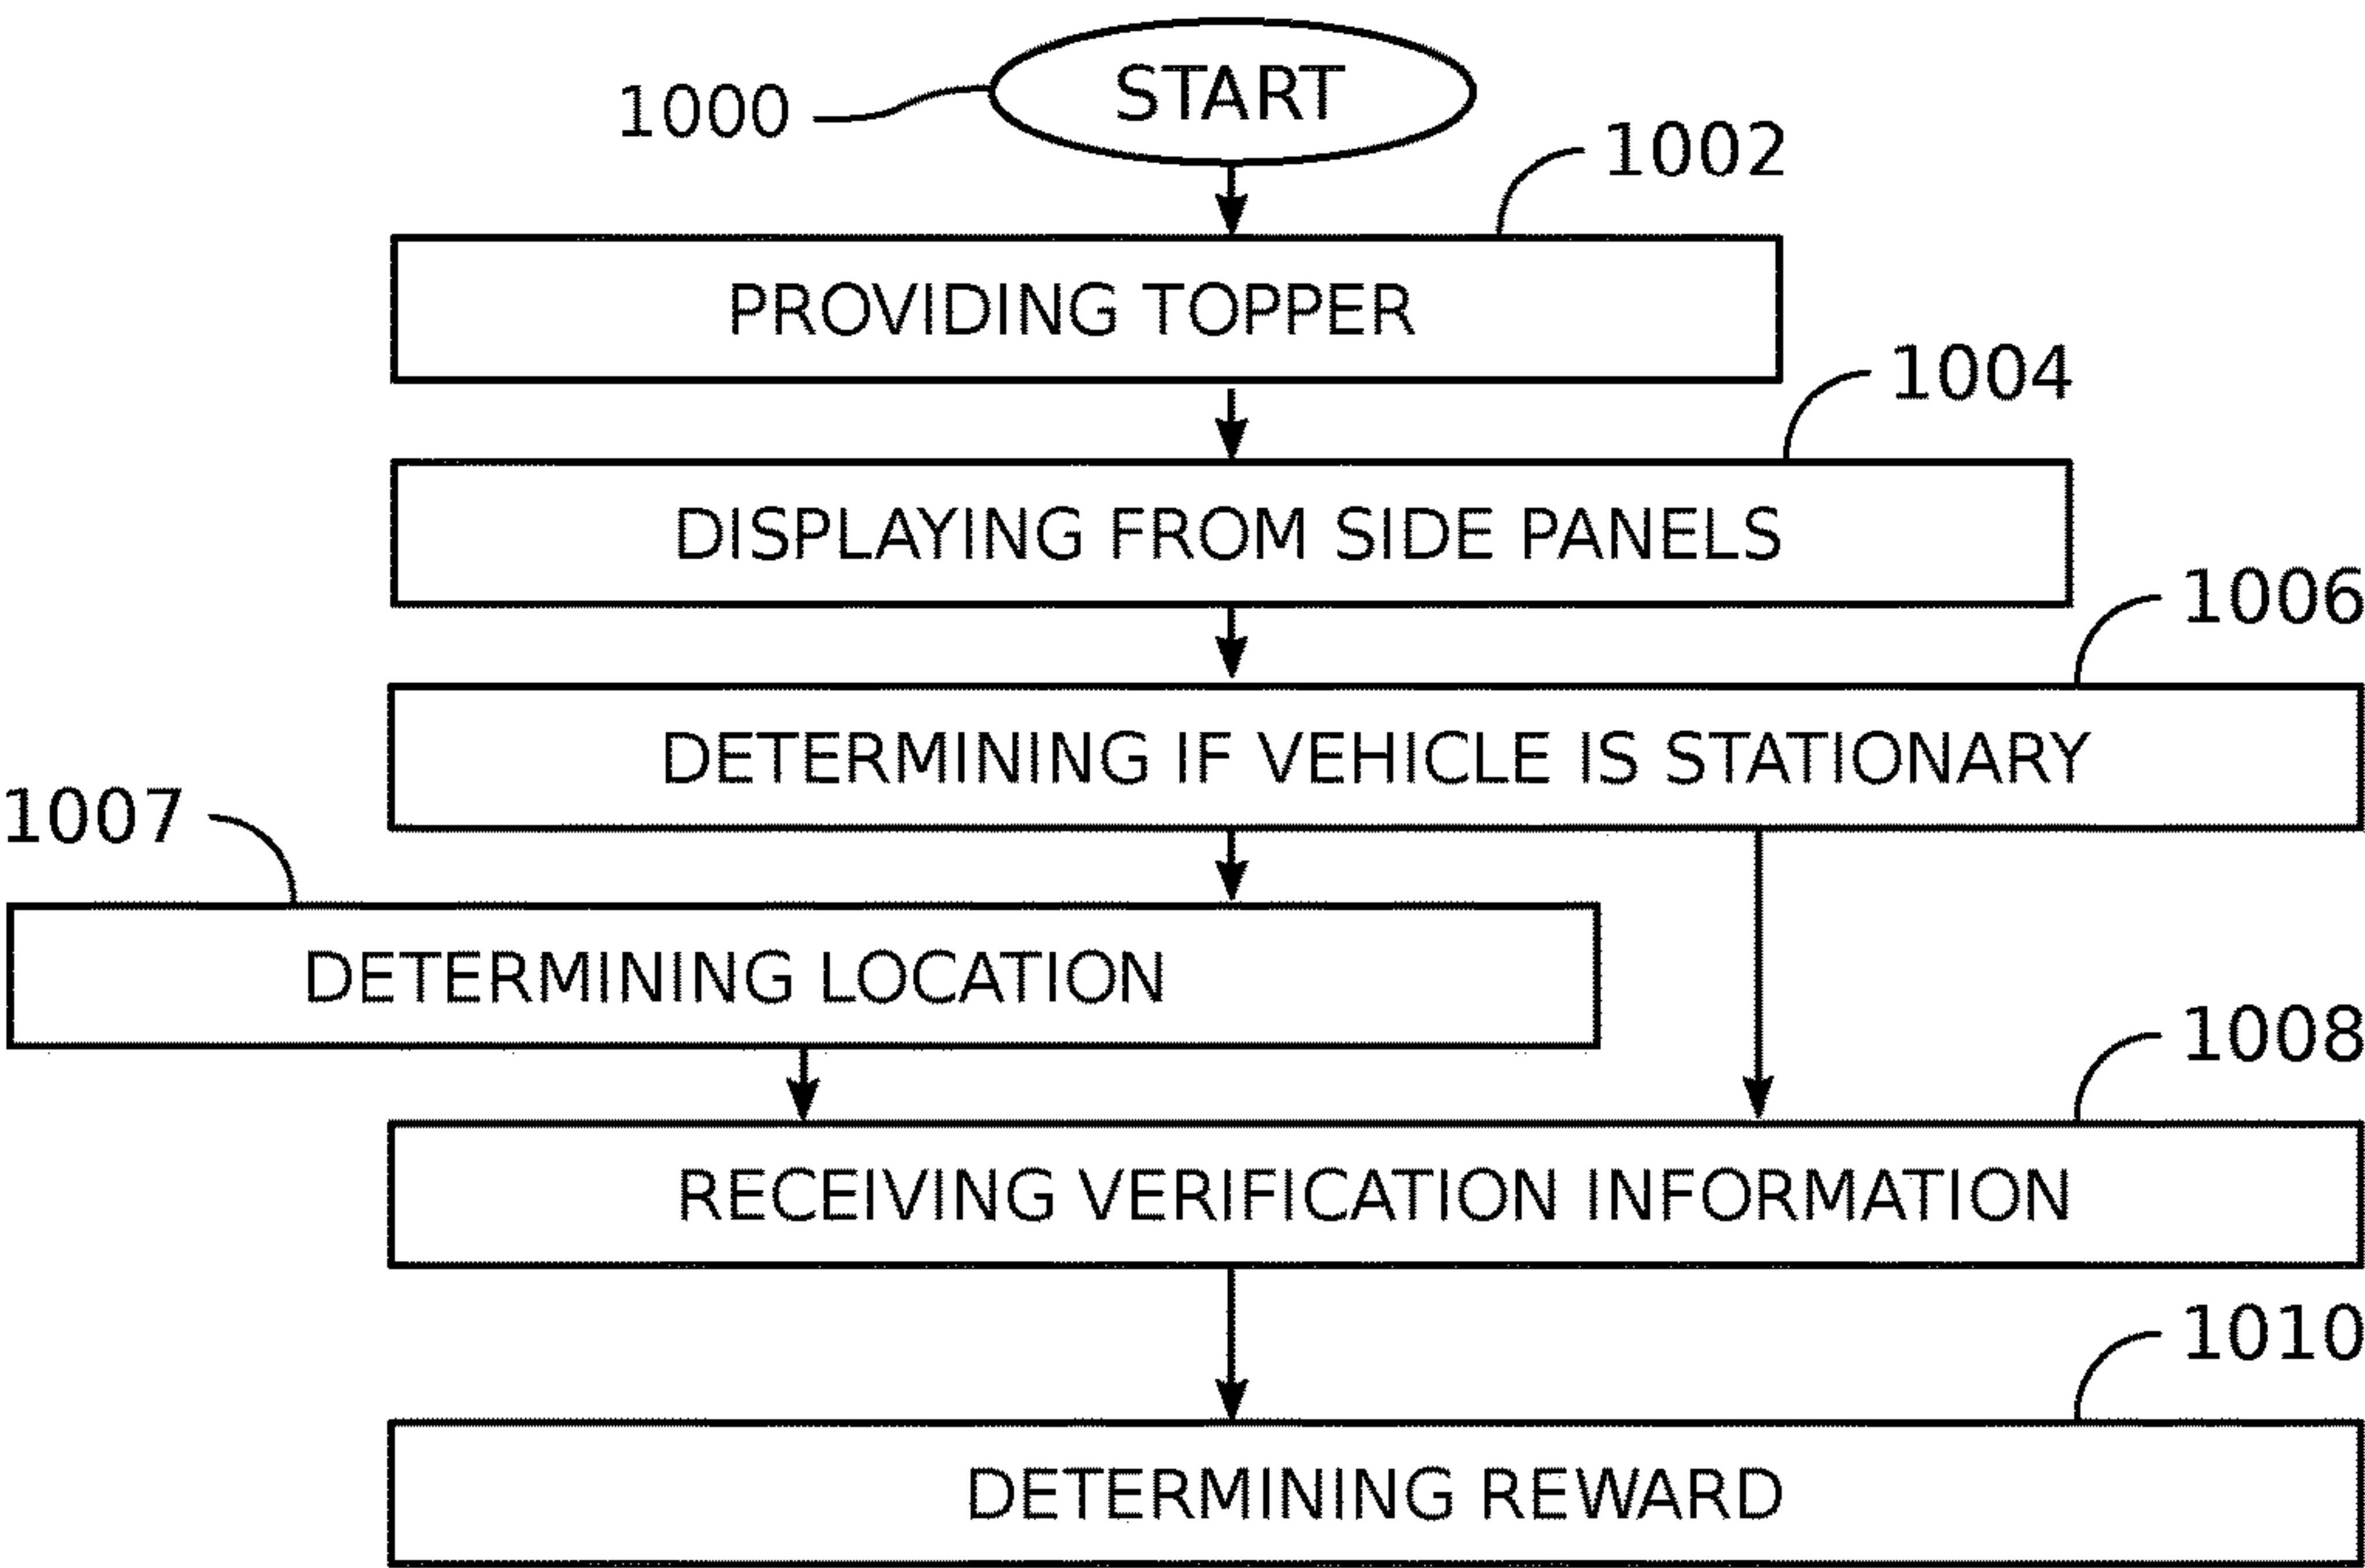 START
1000
1002
PROVIDING TOPPER
1004
DISPLAYING FROM SIDE PANELS
1006
DETERMINING IF VEHICLE IS STATIONARY
1007
DETERMINING LOCATION
1008
RECEIVING VERIFICATION INFORMATION
1010
DETERMINING REWARD